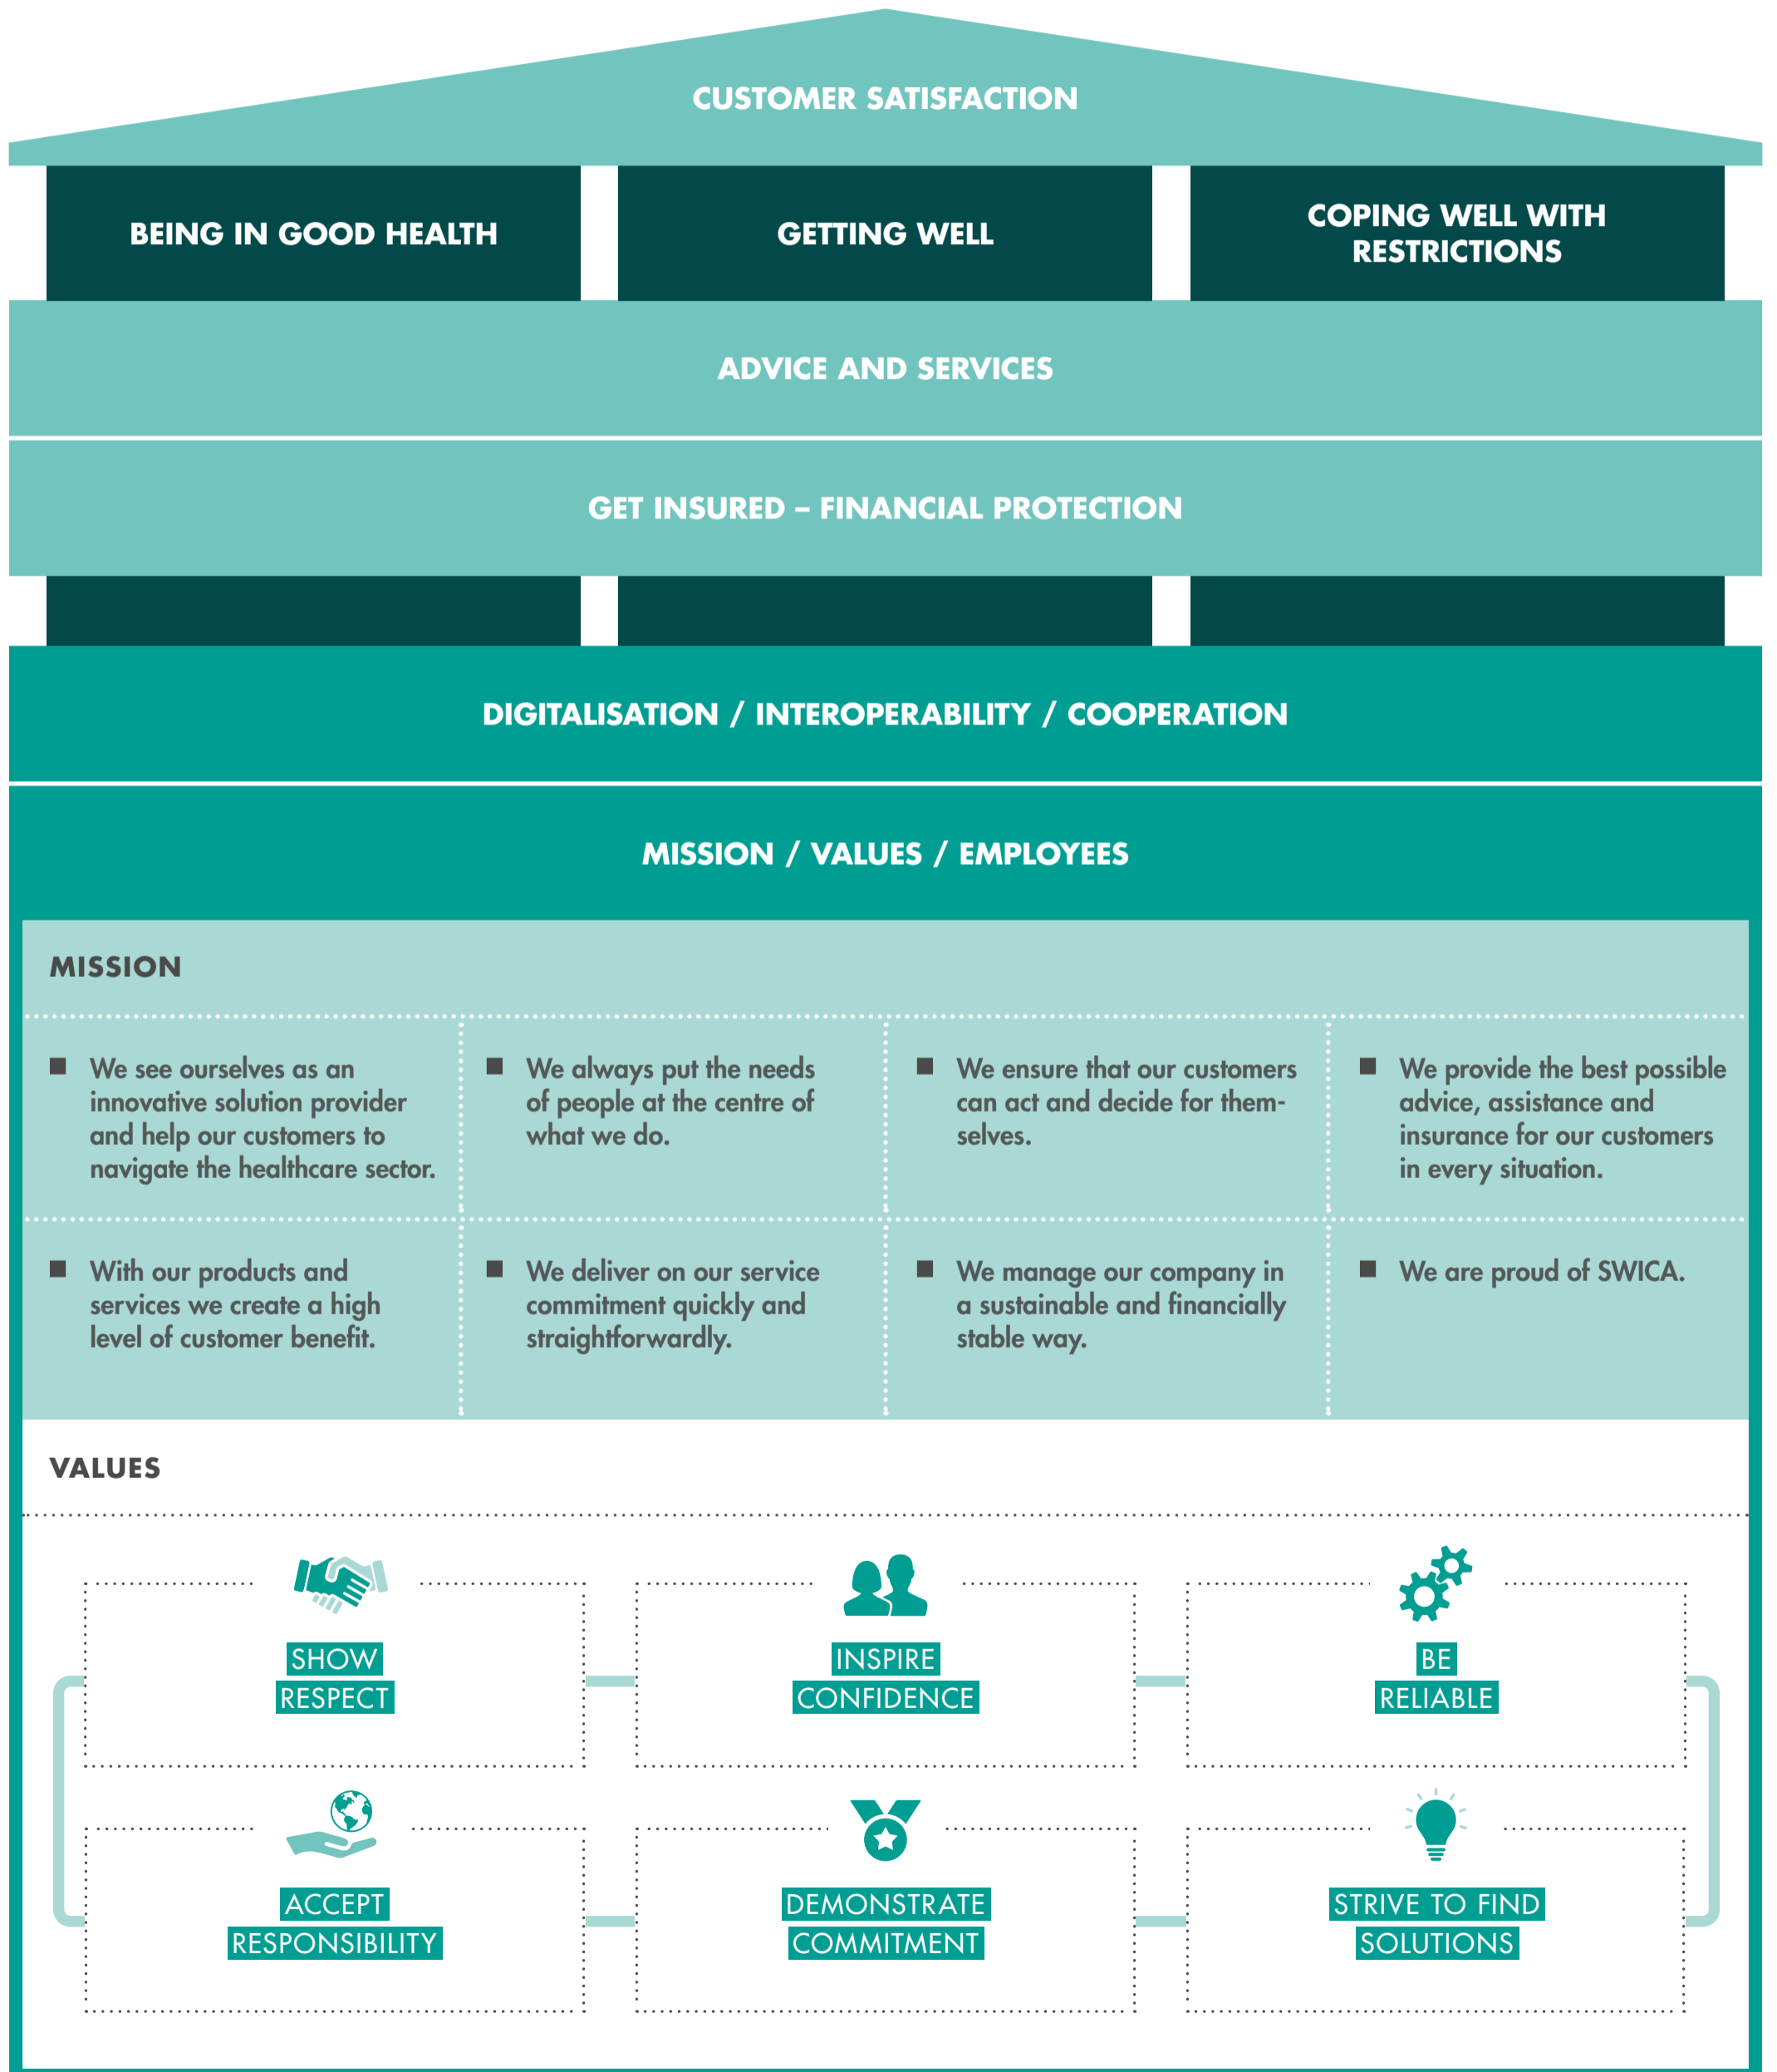 CUSTOMER SATISFACTION
BEING IN GOOD HEALTH
GETTING WELL
COPING WELL WITH
RESTRICTIONS
ADVICE AND SERVICES
GET INSURED – FINANCIAL PROTECTION
DIGITALISATION / INTEROPERABILITY / COOPERATION
MISSION / VALUES / EMPLOYEES
MISSION
We see ourselves as an
innovative solution provider
and help our customers to
navigate the healthcare sector.
We always put the needs
of people at the centre of
what we do.
We ensure that our customers
can act and decide for them-
selves.
We provide the best possible
advice, assistance and
insurance for our customers
in every situation.
With our products and
services we create a high
level of customer benefit.
We deliver on our service
commitment quickly and
straightforwardly.
We manage our company in
a sustainable and financially
stable way.
We are proud of SWICA.
VALUES
SHOW
RESPECT
INSPIRE
CONFIDENCE
BE
RELIABLE
ACCEPT
RESPONSIBILITY
DEMONSTRATE
COMMITMENT
STRIVE TO FIND
SOLUTIONS